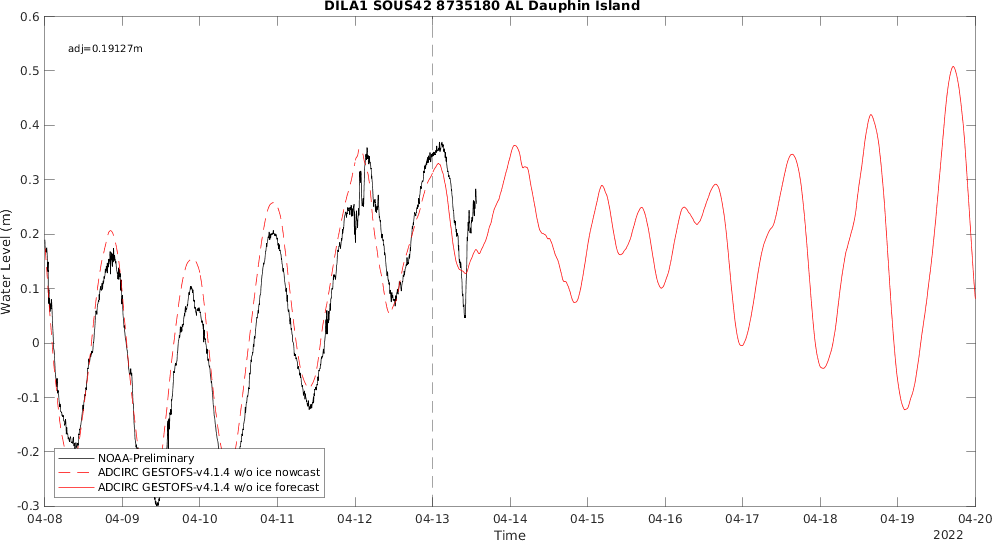 DILA1 SOUS42 8735180 AL Dauphin Island
adj=0.19127m
Water Level (m)
0.6
0.5
0.4
0.3
0.2
0.1
0
-0.1
-0.2
-0.3
NOAA-Preliminary
ADCIRC GESTOFS-v4.1.4 w/o ice nowcast
ADCIRC GESTOFS-v4.1.4 w/o ice forecast
04-08 04-09 04-10 04-11 04-12 04-13 04-14 04-15 04-16 04-17 04-18 04-19 04-20
Time
2022